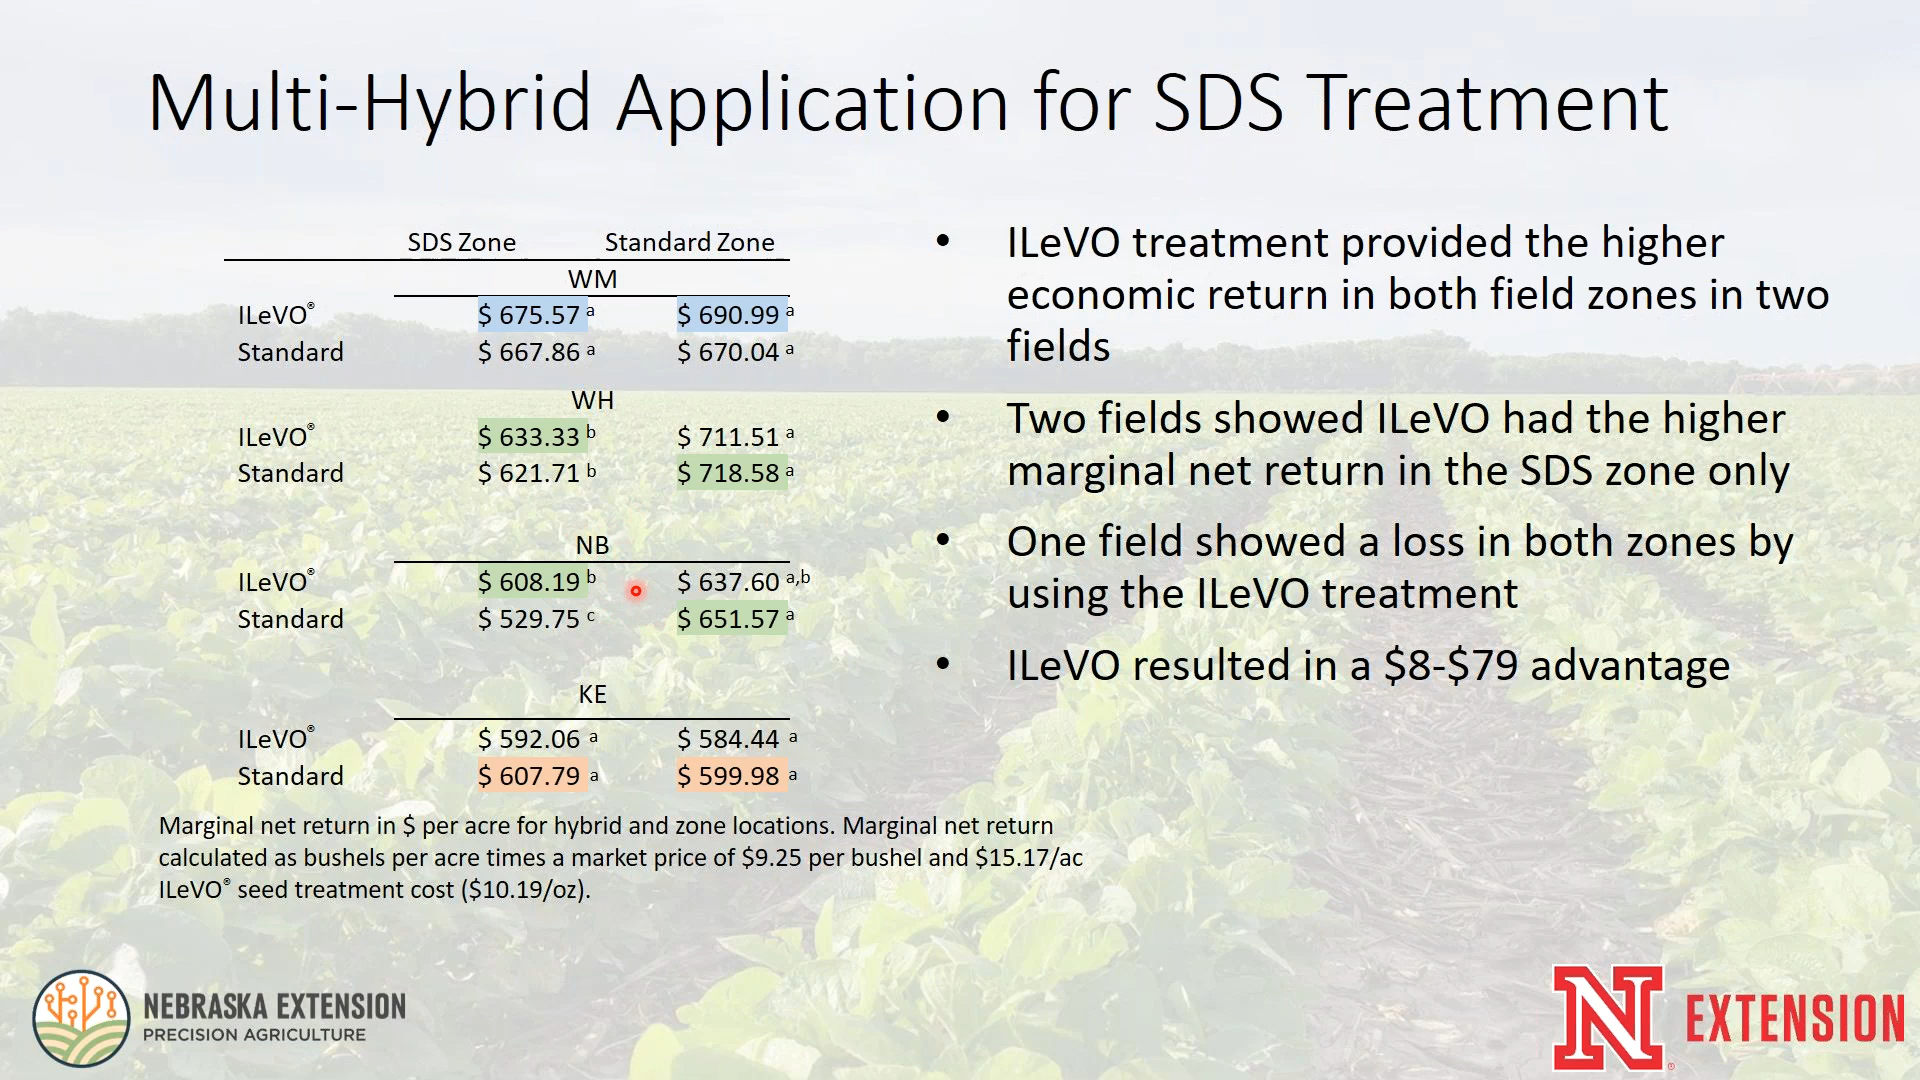 Multi-Hybrid Application for SDS Treatment
SDS Zone Standard Zone
WM
ILeVO® $ 675.57 a $ 690.99 a
Standard $ 667.86 a $ 670.04 a
WH
ILeVO® $ 633.33 b $ 711.51 a
Standard $ 621.71 b $ 718.58 a
NB
ILeVO® $ 608.19 b $ 637.60 a,b
Standard $ 529.75 c $ 651.57 a
KE
ILeVO® $ 592.06 a $ 584.44 a
Standard $ 607.79 a $ 599.98 a
Marginal net return in $ per acre for hybrid and zone locations. Marginal net return
calculated as bushels per acre times a market price of $9.25 per bushel and $15.17/ac
ILeVO® seed treatment cost ($10.19/oz).
• ILeVO treatment provided the higher
economic return in both field zones in two
fields
• Two fields showed ILeVO had the higher
marginal net return in the SDS zone only
• One field showed a loss in both zones by
using the ILeVO treatment
• ILeVO resulted in a $8-$79 advantage
NEBRASKA EXTENSION
PRECISION AGRICULTURE
N® EXTENSION